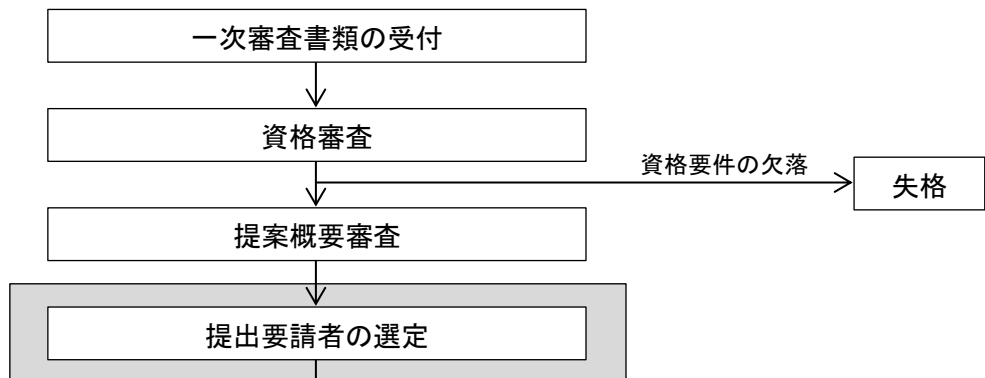 一次審査書類の受付
資格審査
資格要件の欠落
失格
提案概要審査
提出要請者の選定